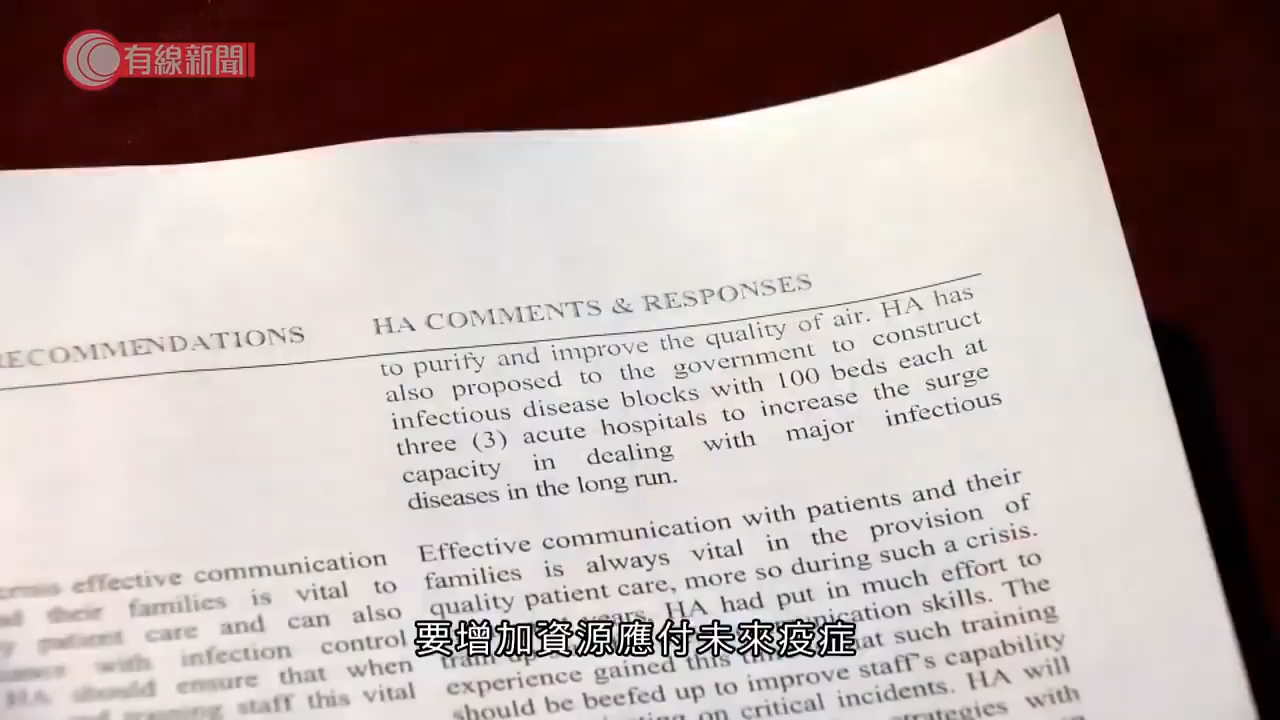 有線新聞
RECOMMENDATIONS
HA COMMENTS & RESPONSES
to purify and improve the quality of air. HA has
also proposed to the government to construct
infectious disease blocks with 100 beds each at
three (3) acute hospitals to increase the surge
capacity in dealing with major infectious
diseases in the long run.
effective communication
their families is vital to
patient care and can also
with infection control
HA should ensure that when
training staff this vital
Effective communication with patients and their
families is always vital in the provision of
quality patient care, more so during such a crisis.
years, HA had put in much effort to
skills. The
that such training
experience gained this
should be beefed up to improve staff's capability
on critical incidents. HA will
strategies with
要增加資源應付未來疫症